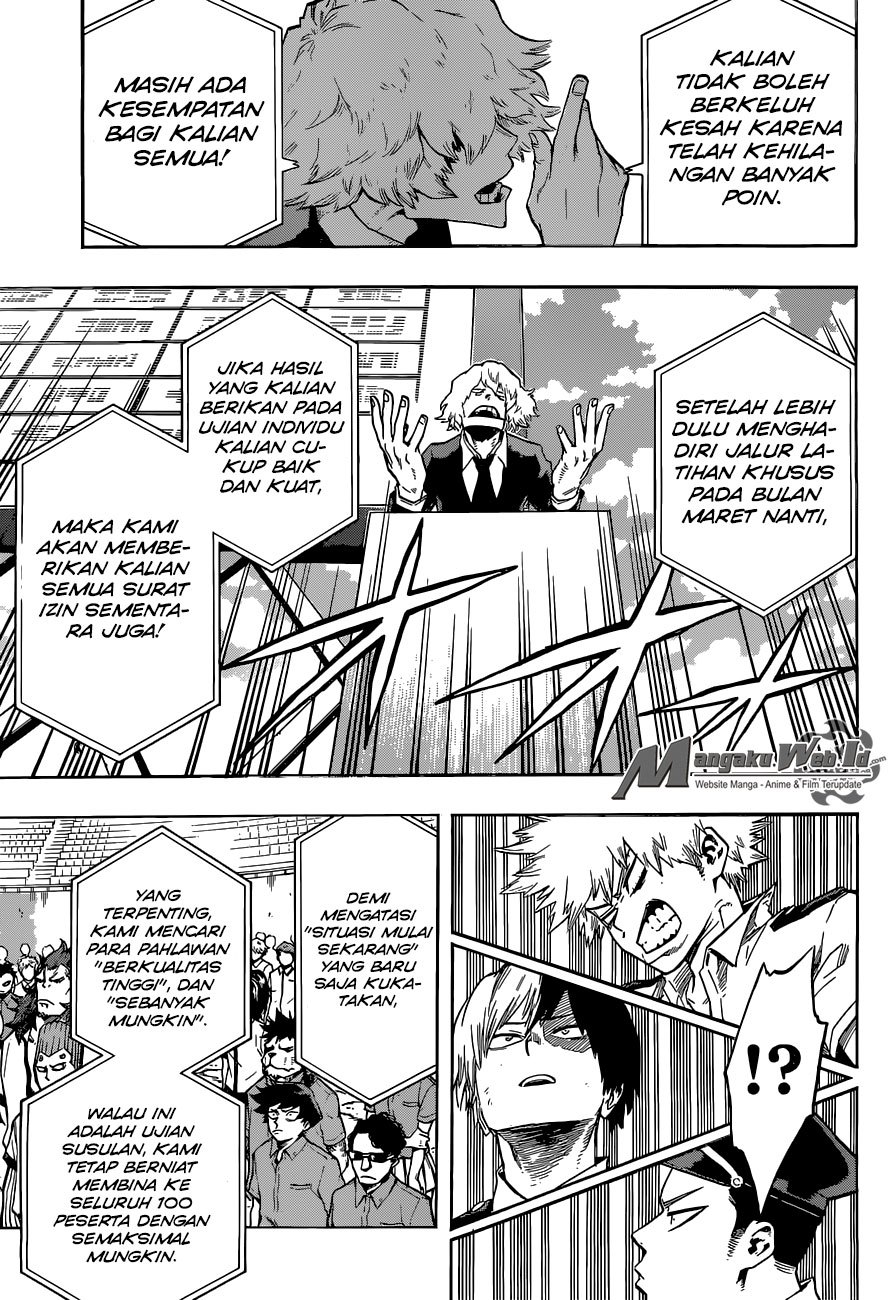 KALIAN
TIDAK BOLEH
BERKELUH
KESAH KARENA
TELAH KEHILA-
NGAN BANYAK
POIN.
MASIH ADA
KESEMPATAN
BAGI KALIAN
SEMUA!
SETELAH LEBIH
DULU MENGHA-
DIRI JALUR LA-
TIHAN KHUSUS
PADA BULAN
MARET NANTI,
JIKA HASIL
YANG KALIAN
BERIKAN PADA
UJIAN INDIVIDU
KALIAN CU-
KUP BAIK
DAN KUAT,
MAKA KAMI
AKAN MEMBE-
RIKAN KALIAN
SEMUA SURAT
IZIN SEMENTA-
RA JUGA!
MangakuWeb.Id
.com
Website Manga - Anime & Film Terupdate
!?
DEMI
MENGATASI
"SITUASI MULAI
SEKARANG"
YANG BARU
SAJA KUKA-
TAKAN,
YANG
TERPENTING,
KAMI MENCARI
PARA PAHLAWAN
"BERKUALITAS
TINGGI", DAN
"SEBANYAK
MUNGKIN".
WALAU INI
ADALAH UJIAN
SUSULAN, KAMI
TETAP BERNIAT
MEMBINA KE
SELURUH 100
PESERTA DENGAN
SEMAKSIMAL
MUNGKIN.